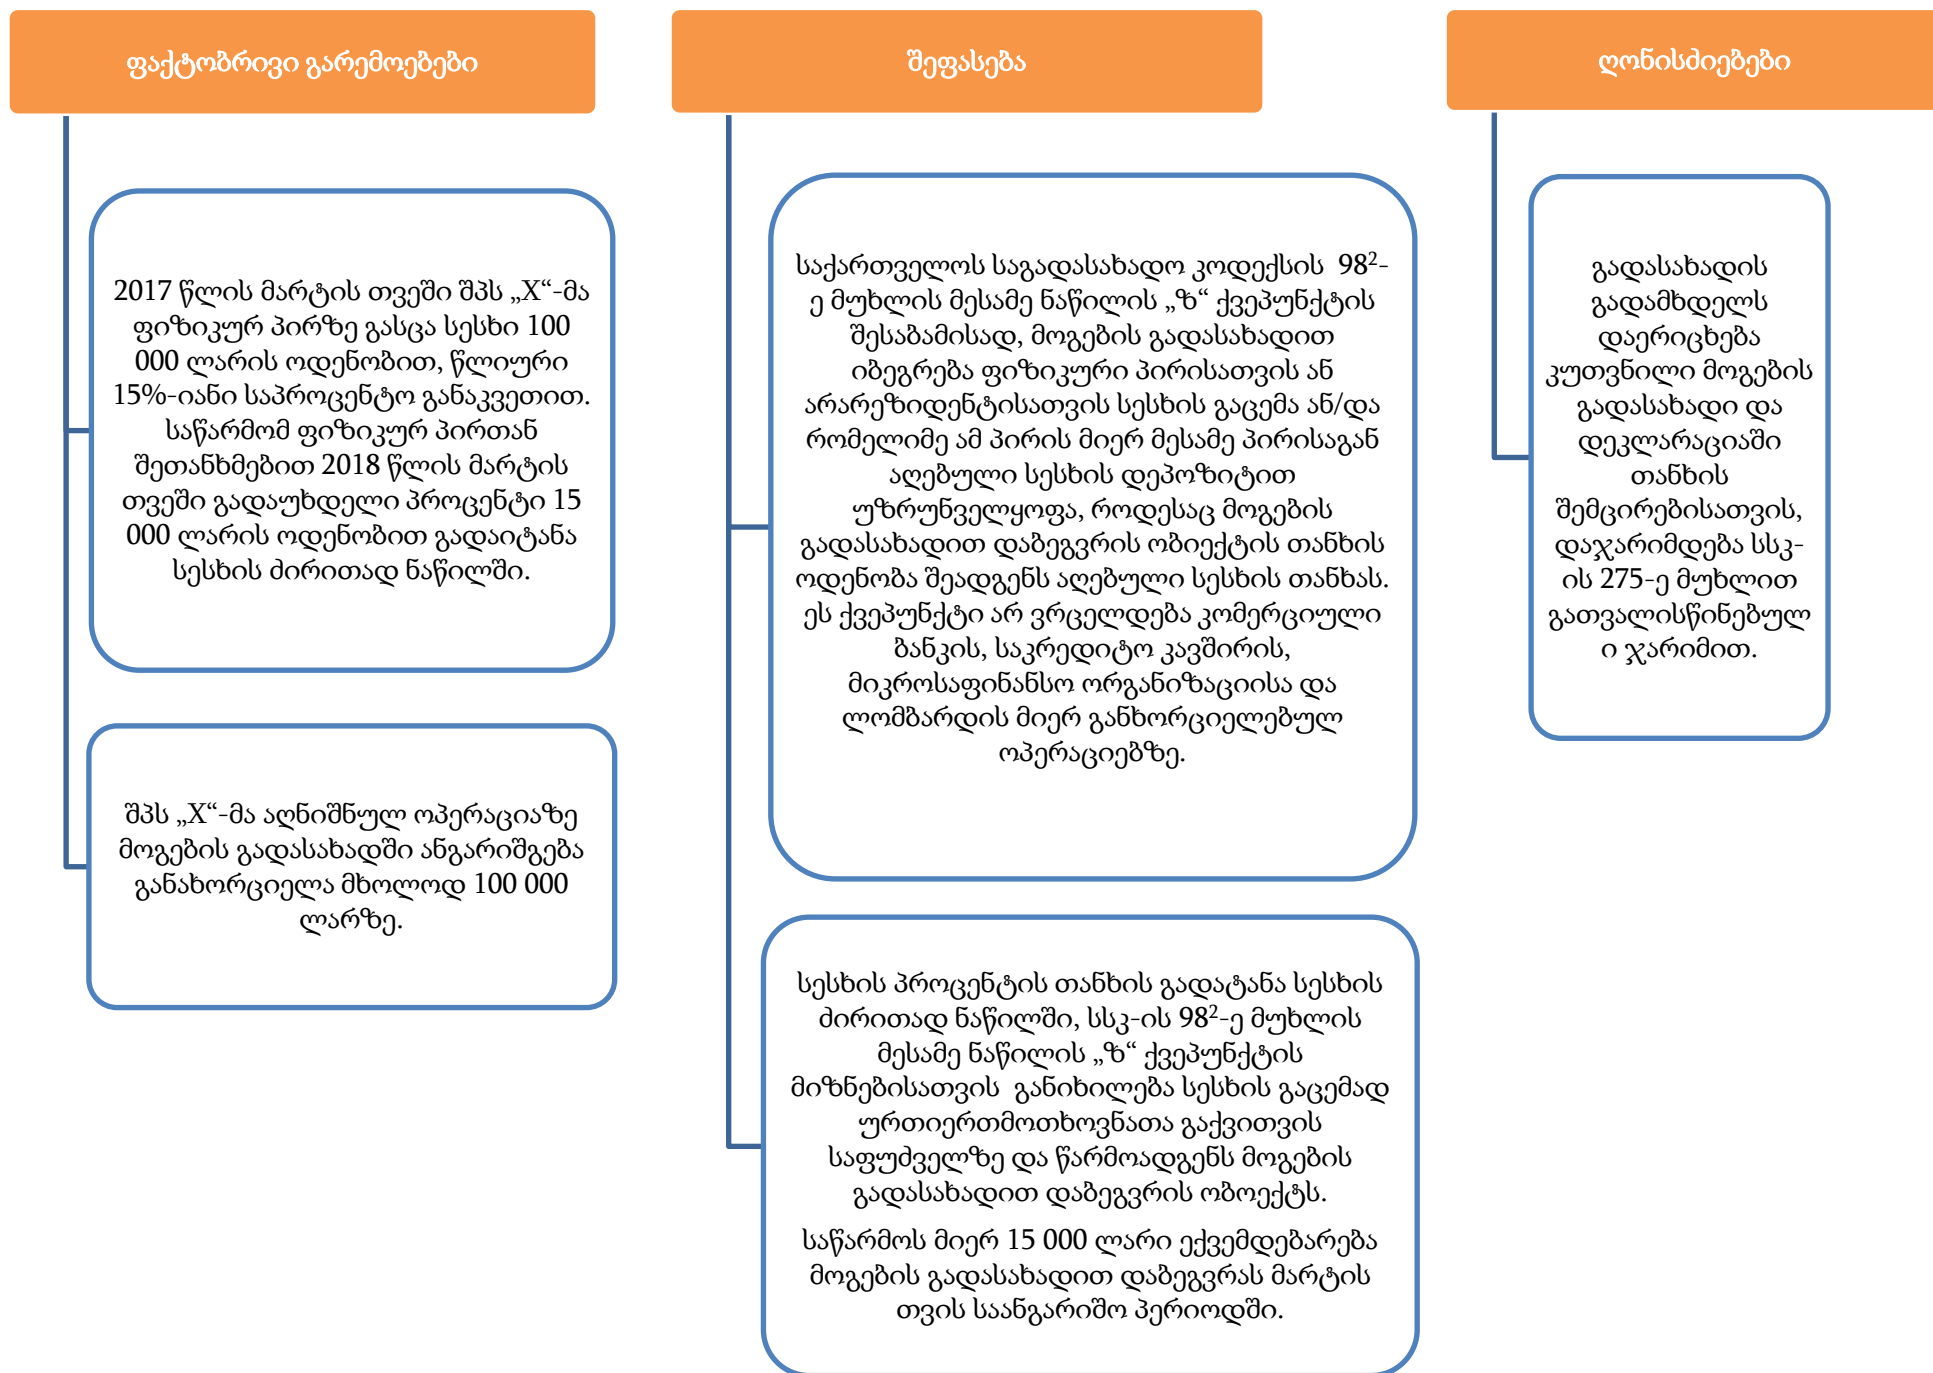 ფაქტობრივი გარემოებები
2017 წლის მარტის თვეში შპს „X“-მა
ფიზიკურ პირზე გასცა სესხი 100
000 ლარის ოდენობით, წლიური
15%-იანი საპროცენტო განაკვეთით.
საწარმომ ფიზიკურ პირთან
შეთანხმებით 2018 წლის მარტის
თვეში გადაუხდელი პროცენტი 15
000 ლარის ოდენობით გადაიტანა
სესხის ძირითად ნაწილში.
შპს „X“-მა აღნიშნულ ოპერაციაზე
მოგების გადასახადში ანგარიშგება
განახორციელა მხოლოდ 100 000
ლარზე.
შეფასება
საქართველოს საგადასახადო კოდექსის 98²-
ე მუხლის მესამე ნაწილის „ზ“ ქვეპუნქტის
შესაბამისად, მოგების გადასახადით
იბეგრება ფიზიკური პირისათვის ან
არარეზიდენტისათვის სესხის გაცემა ან/და
რომელიმე ამ პირის მიერ მესამე პირისაგან
აღებული სესხის დეპოზიტით
უზრუნველყოფა, როდესაც მოგების
გადასახადით დაბეგვრის ობიექტის თანხის
ოდენობა შეადგენს აღებული სესხის თანხას.
ეს ქვეპუნქტი არ ვრცელდება კომერციული
ბანკის, საკრედიტო კავშირის,
მიკროსაფინანსო ორგანიზაციისა და
ლომბარდის მიერ განხორციელებულ
ოპერაციებზე.
სესხის პროცენტის თანხის გადატანა სესხის
ძირითად ნაწილში, სსკ-ის 98²-ე მუხლის
მესამე ნაწილის „ზ“ ქვეპუნქტის
მიზნებისათვის განიხილება სესხის გაცემად
ურთიერთმოთხოვნათა გაქვითვის
საფუძველზე და წარმოადგენს მოგების
გადასახადით დაბეგვრის ობოექტს.
საწარმოს მიერ 15 000 ლარი ექვემდებარება
მოგების გადასახადით დაბეგვრას მარტის
თვის საანგარიშო პერიოდში.
ღონისძიებები
გადასახადის
გადამხდელს
დაერიცხება
კუთვნილი მოგების
გადასახადი და
დეკლარაციაში
თანხის
შემცირებისათვის,
დაჯარიმდება სსკ-
ის 275-ე მუხლით
გათვალისწინებულ
ი ჯარიმით.